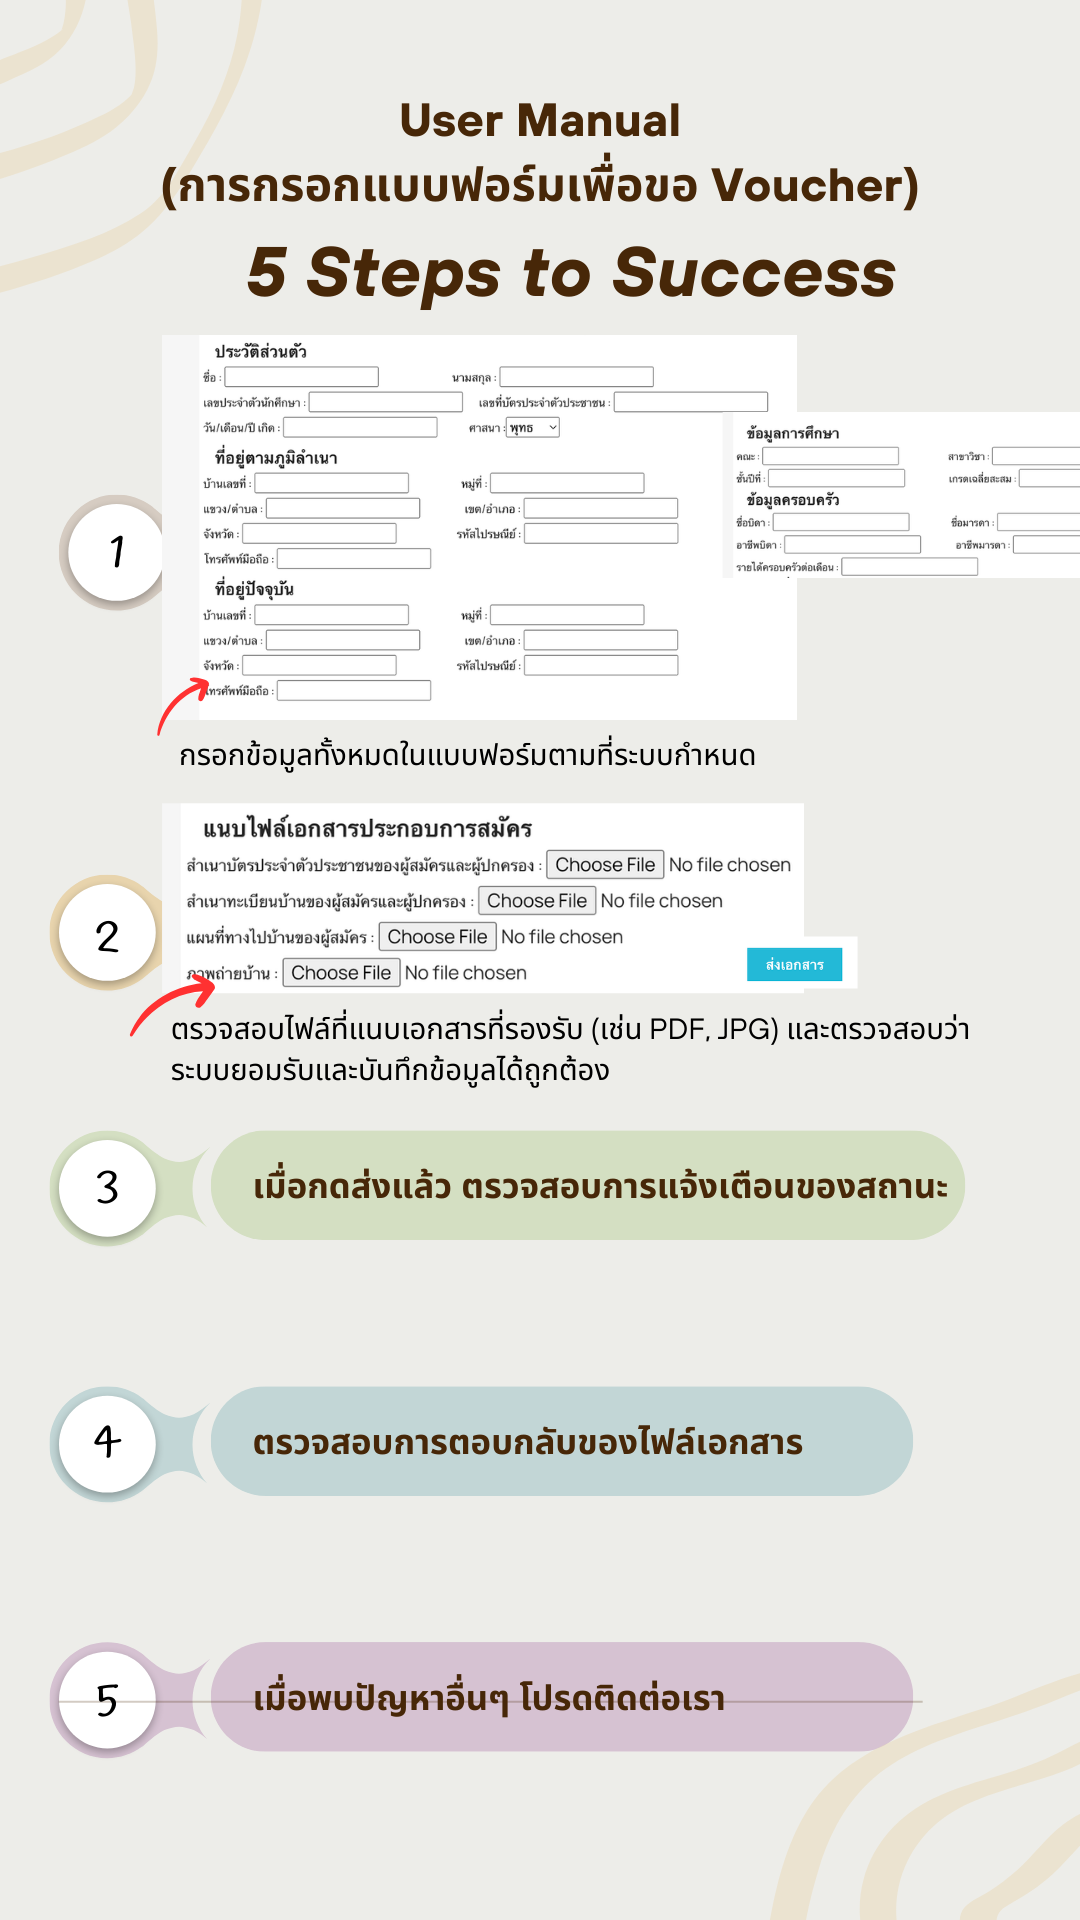 User Manual
(การกรอกแบบฟอร์มเพื่อขอ Voucher)
5 Steps to Success
1
ประวัติส่วนตัว
ชื่อ : นามสกุล :
เลขประจำตัวนักศึกษา : เลขที่บัตรประจำตัวประชาชน :
วัน/เดือน/ปี เกิด : ศาสนา : พุทธ
ที่อยู่ตามภูมิลำเนา
บ้านเลขที่ : หมู่ที่ :
แขวง/ตำบล : เขต/อำเภอ :
จังหวัด : รหัสไปรษณีย์ :
โทรศัพท์มือถือ :
ที่อยู่ปัจจุบัน
บ้านเลขที่ : หมู่ที่ :
แขวง/ตำบล : เขต/อำเภอ :
จังหวัด : รหัสไปรษณีย์ :
โทรศัพท์มือถือ :
ข้อมูลการศึกษา
คณะ : สาขาวิชา :
ชั้นปีที่ : เกรดเฉลี่ยสะสม :
ข้อมูลครอบครัว
ชื่อบิดา : ชื่อมารดา :
อาชีพบิดา : อาชีพมารดา :
รายได้ครอบครัวต่อเดือน :
กรอกข้อมูลทั้งหมดในแบบฟอร์มตามที่ระบบกำหนด
2
แนบไฟล์เอกสารประกอบการสมัคร
สำเนาบัตรประจำตัวประชาชนของผู้สมัครและผู้ปกครอง : Choose File No file chosen
สำเนาทะเบียนบ้านของผู้สมัครและผู้ปกครอง : Choose File No file chosen
แผนที่ทางไปบ้านของผู้สมัคร : Choose File No file chosen
ภาพถ่ายบ้าน : Choose File No file chosen
ส่งเอกสาร
ตรวจสอบไฟล์ที่แนบเอกสารที่รองรับ (เช่น PDF, JPG) และตรวจสอบว่า
ระบบยอมรับและบันทึกข้อมูลได้ถูกต้อง
3
เมื่อกดส่งแล้ว ตรวจสอบการแจ้งเตือนของสถานะ
4
ตรวจสอบการตอบกลับของไฟล์เอกสาร
5
เมื่อพบปัญหาอื่นๆ โปรดติดต่อเรา